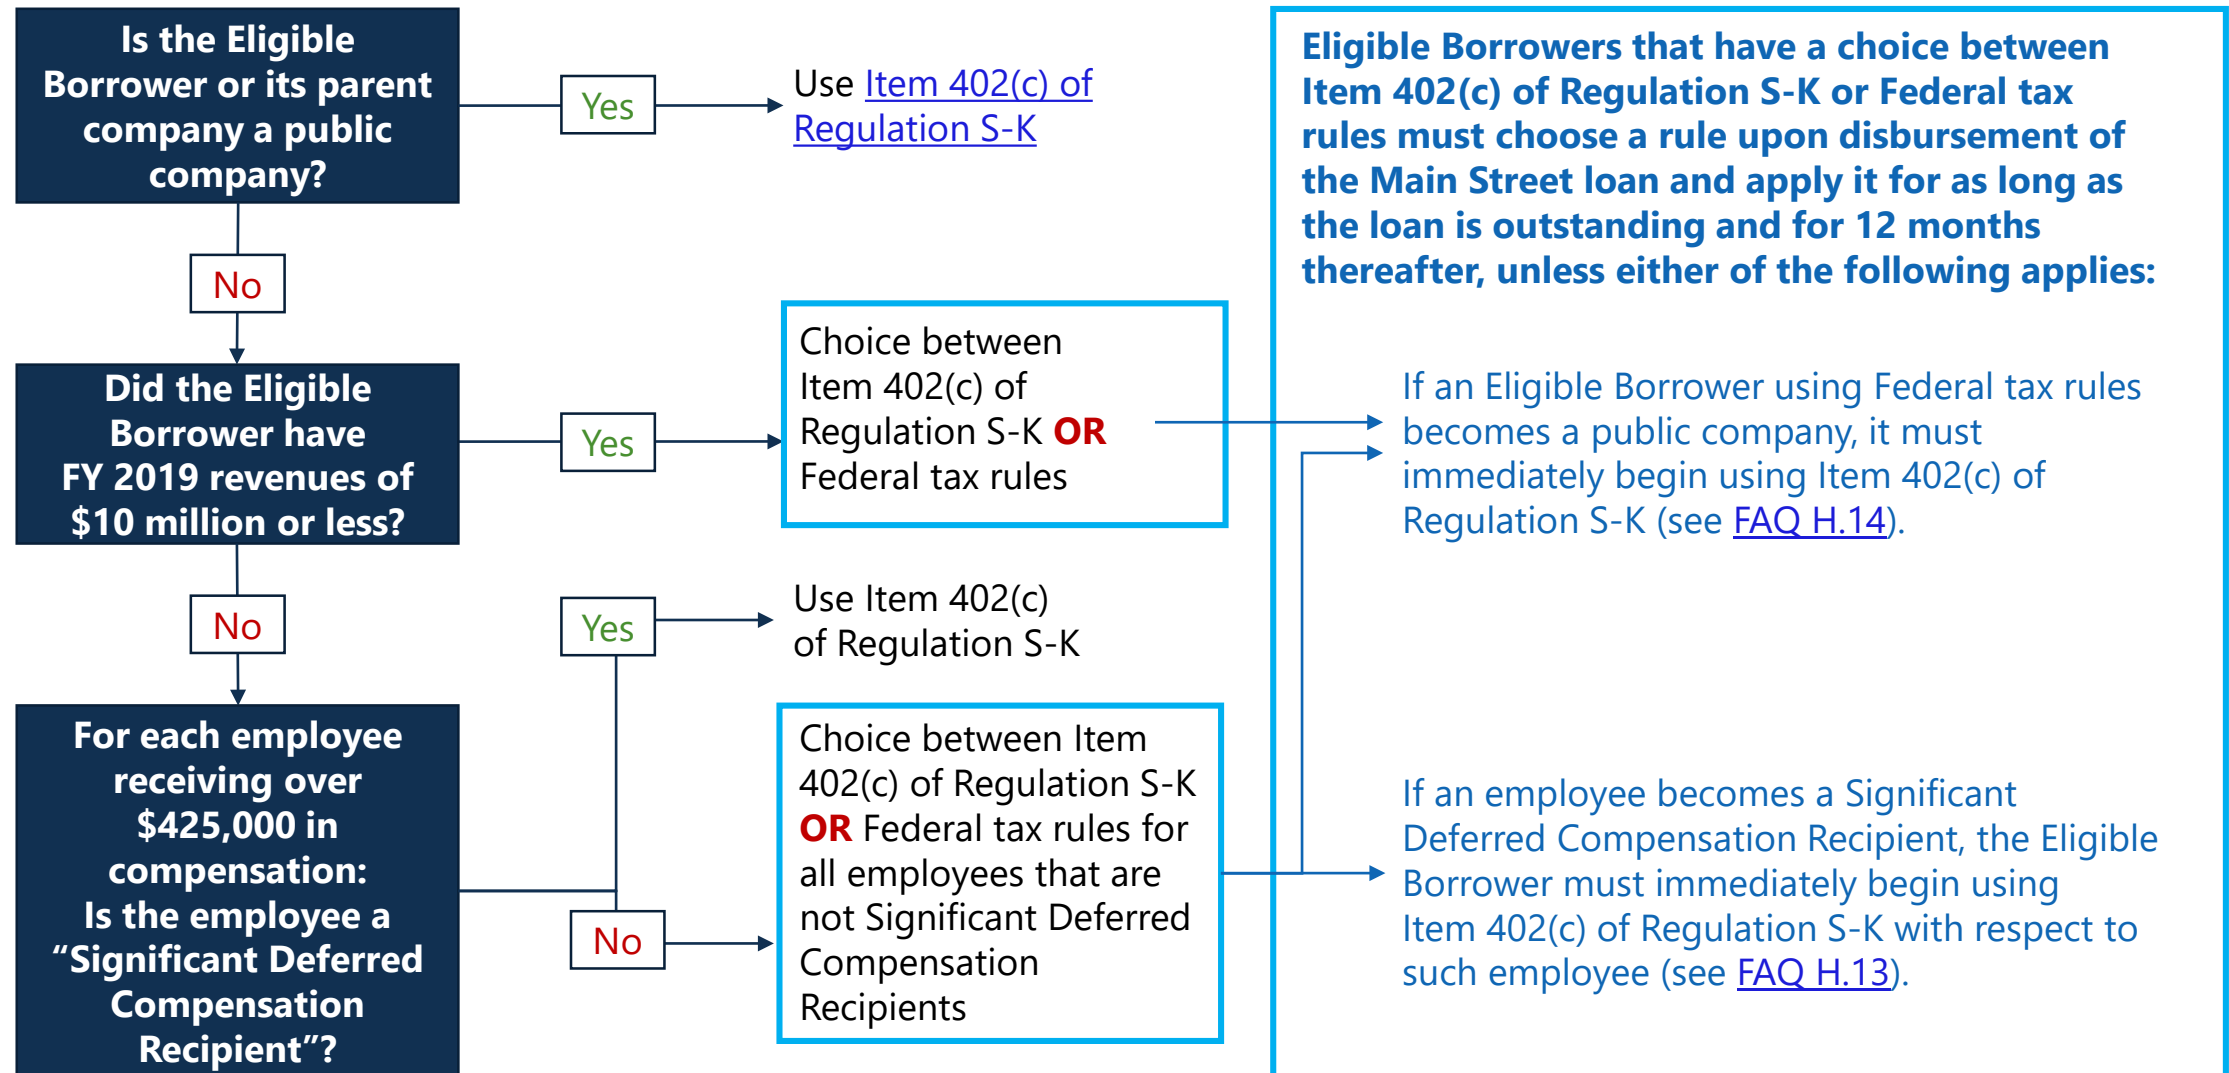 Is the Eligible
Borrower or its parent
company a public
company?
Yes
Use Item 402(c) of
Regulation S-K
No
Did the Eligible
Borrower have
FY 2019 revenues of
$10 million or less?
Yes
Choice between
Item 402(c) of
Regulation S-K OR
Federal tax rules
No
For each employee
receiving over
$425,000 in
compensation:
Is the employee a
“Significant Deferred
Compensation
Recipient”?
Yes
Use Item 402(c)
of Regulation S-K
No
Choice between Item
402(c) of Regulation S-K
OR Federal tax rules for
all employees that are
not Significant Deferred
Compensation
Recipients
Eligible Borrowers that have a choice between
Item 402(c) of Regulation S-K or Federal tax
rules must choose a rule upon disbursement of
the Main Street loan and apply it for as long as
the loan is outstanding and for 12 months
thereafter, unless either of the following applies:
If an Eligible Borrower using Federal tax rules
becomes a public company, it must
immediately begin using Item 402(c) of
Regulation S-K (see FAQ H.14).
If an employee becomes a Significant
Deferred Compensation Recipient, the Eligible
Borrower must immediately begin using
Item 402(c) of Regulation S-K with respect to
such employee (see FAQ H.13).